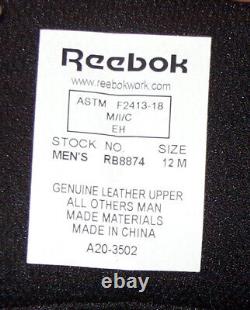 Reebok
www.reebokwork.com
ASTM F2413-18
M/I/C
EH
STOCK NO. SIZE
MEN'S RB8874 12 M
GENUINE LEATHER UPPER
ALL OTHERS MAN
MADE MATERIALS
MADE IN CHINA
A20-3502
ebay